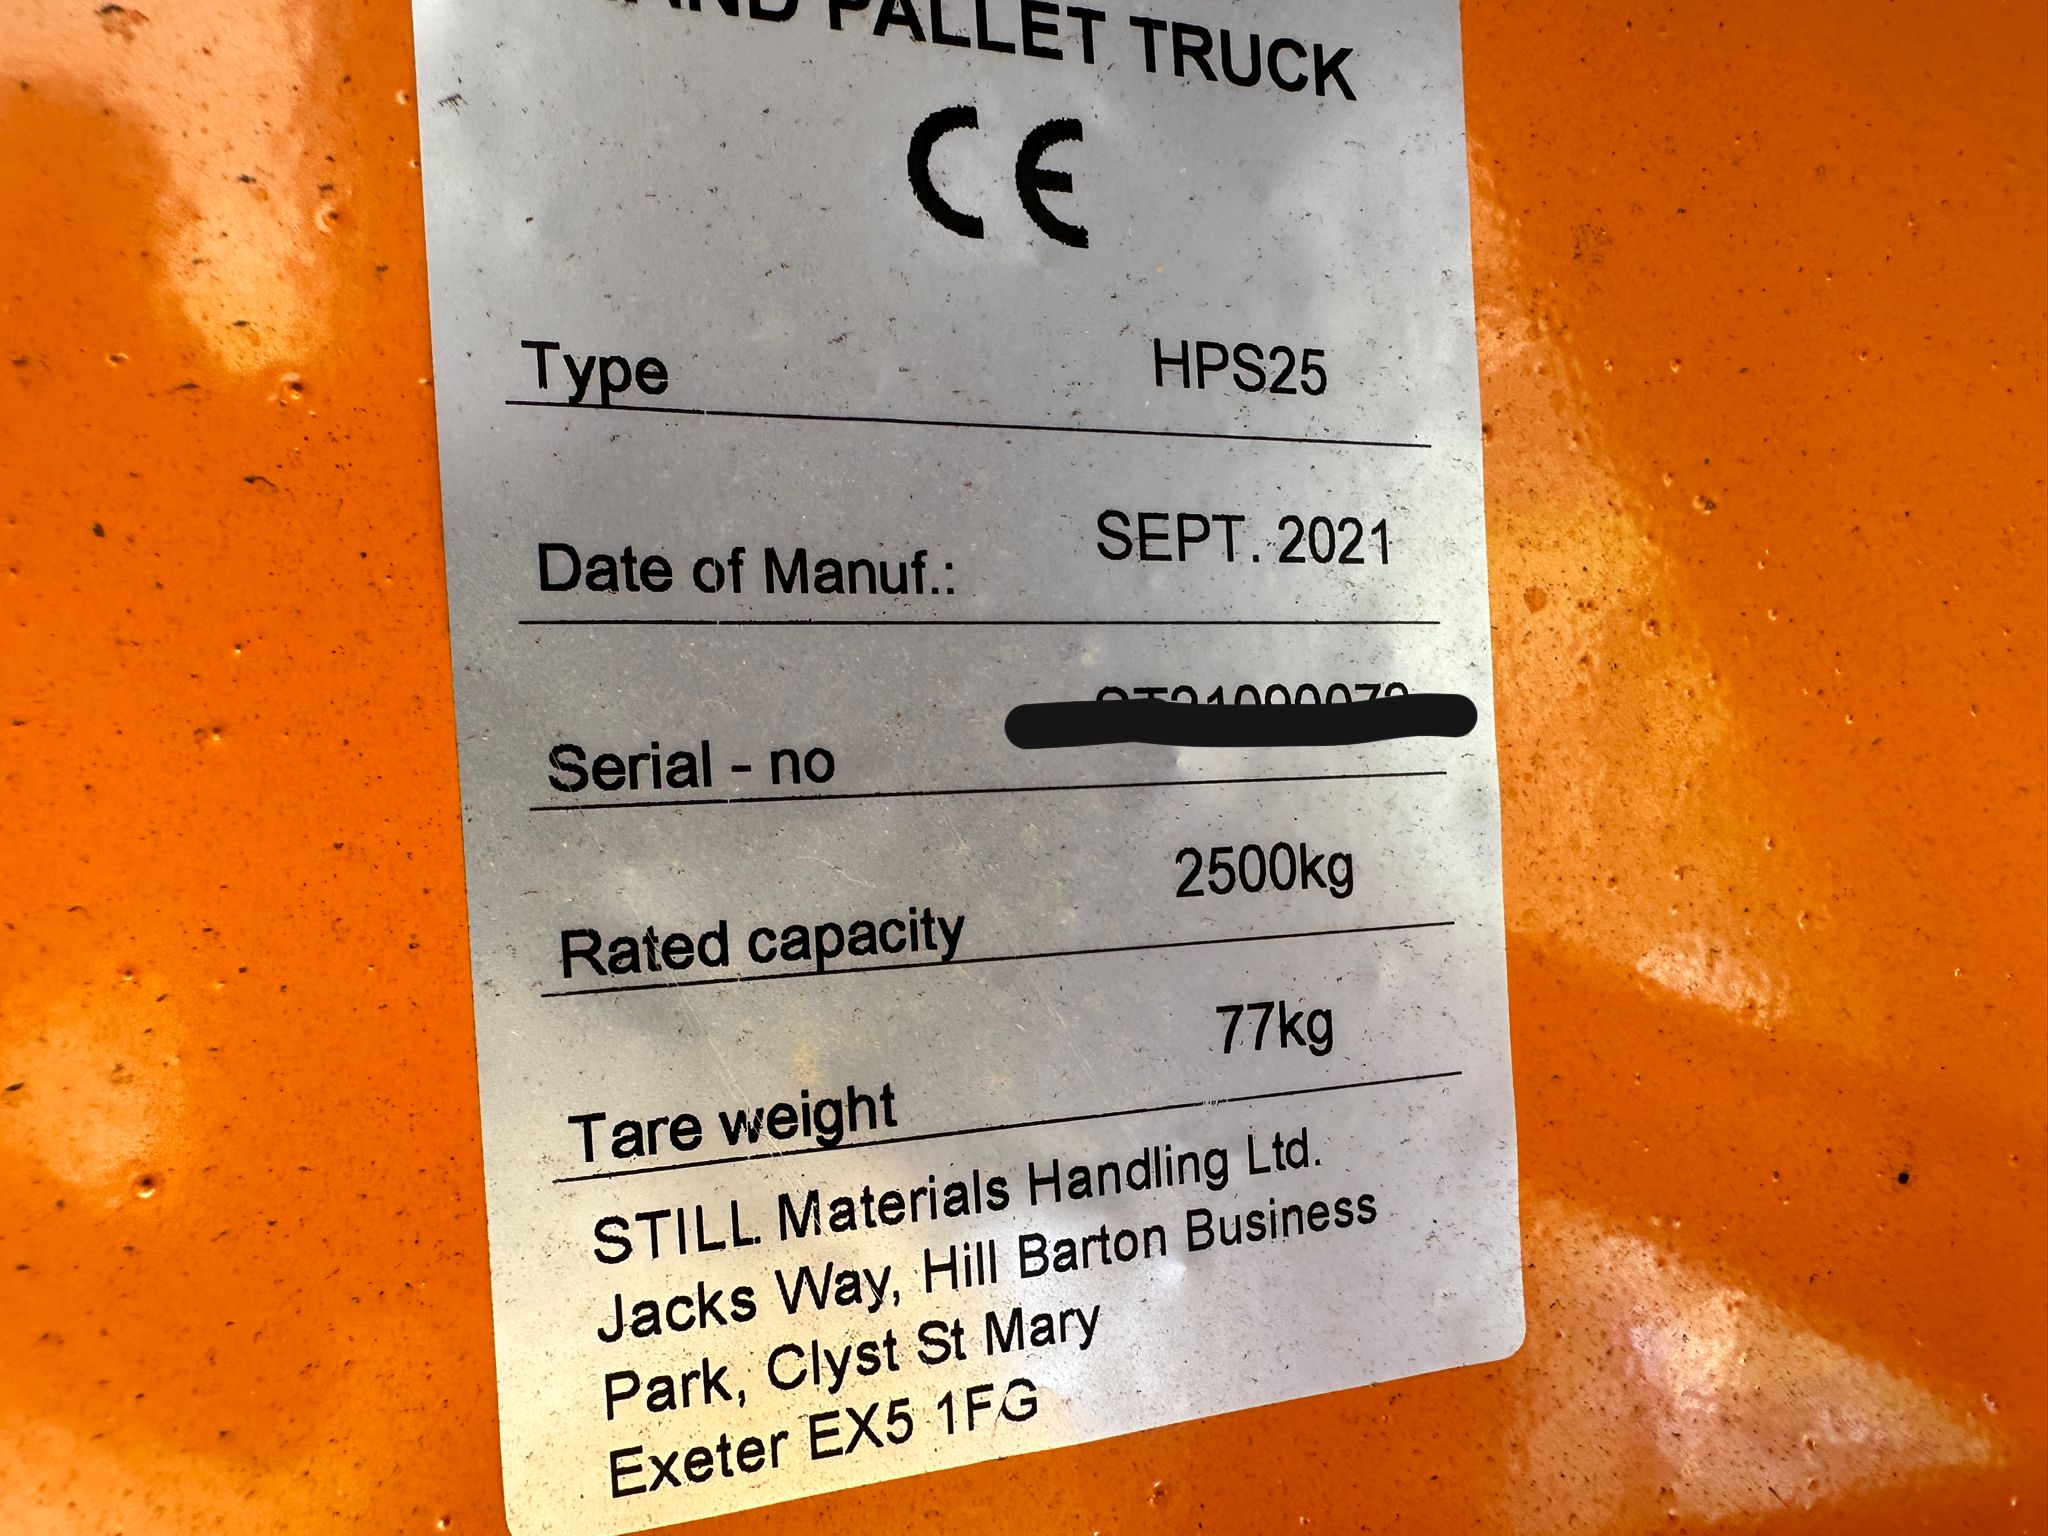 PALLET TRUCK
CE
Type HPS25
Date of Manuf.: SEPT. 2021
Serial - no
Rated capacity 2500kg
Tare weight 77kg
STILL Materials Handling Ltd.
Jacks Way, Hill Barton Business
Park, Clyst St Mary
Exeter EX5 1FG